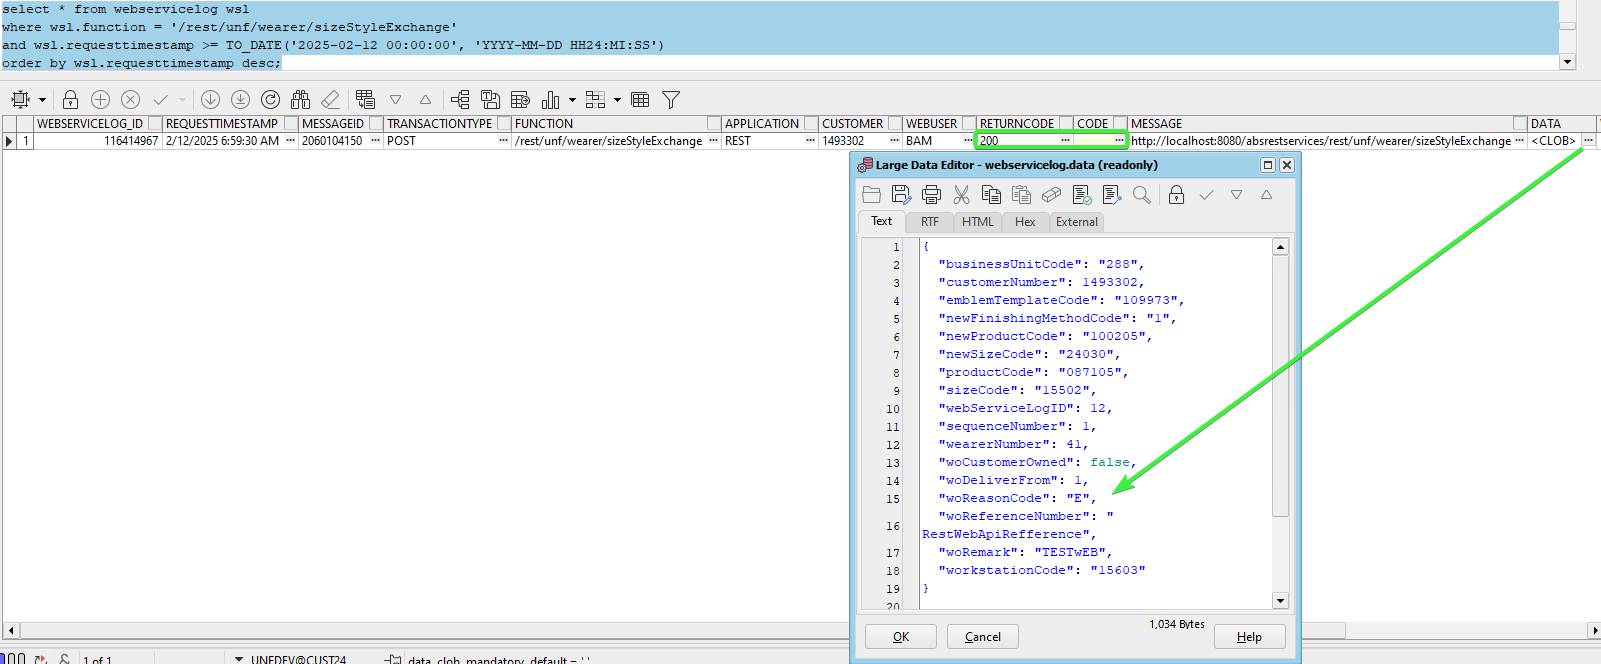 select * from webservicelog wsl
where wsl.function = '/rest/unf/wearer/sizeStyleExchange'
and wsl.requesttimestamp >= TO_DATE('2025-02-12 00:00:00', 'YYYY-MM-DD HH24:MI:SS')
order by wsl.requesttimestamp desc;
WEBSERVICELOG_ID REQUESTTIMESTAMP MESSAGEID TRANSACTIONTYPE FUNCTION APPLICATION CUSTOMER WEBUSER RETURNCODE CODE MESSAGE DATA
1 116414967 2/12/2025 6:59:30 AM ... 2060104150 ... POST ... /rest/unf/wearer/sizeStyleExchange ... REST ... 1493302 ... BAM ... 200 ... ... http://localhost:8080/absrestservices/rest/unf/wearer/sizeStyleExchange ... <CLOB> ...
Large Data Editor - webservicelog.data (readonly)
Text RTF HTML Hex External
1 {
2 "businessUnitCode": "288",
3 "customerNumber": 1493302,
4 "emblemTemplateCode": "109973",
5 "newFinishingMethodCode": "1",
6 "newProductCode": "100205",
7 "newSizeCode": "24030",
8 "productCode": "087105",
9 "sizeCode": "15502",
10 "webServiceLogID": 12,
11 "sequenceNumber": 1,
12 "wearerNumber": 41,
13 "woCustomerOwned": false,
14 "woDeliverFrom": 1,
15 "woReasonCode": "E",
16 "woReferenceNumber": "
RestWebApiRefference",
17 "woRemark": "TESTwEB",
18 "workstationCode": "15603"
19 }
20
1,034 Bytes
OK Cancel Help
1 of 1 UNFDEV@CUST24 data_clob_mandatory_default = ' '